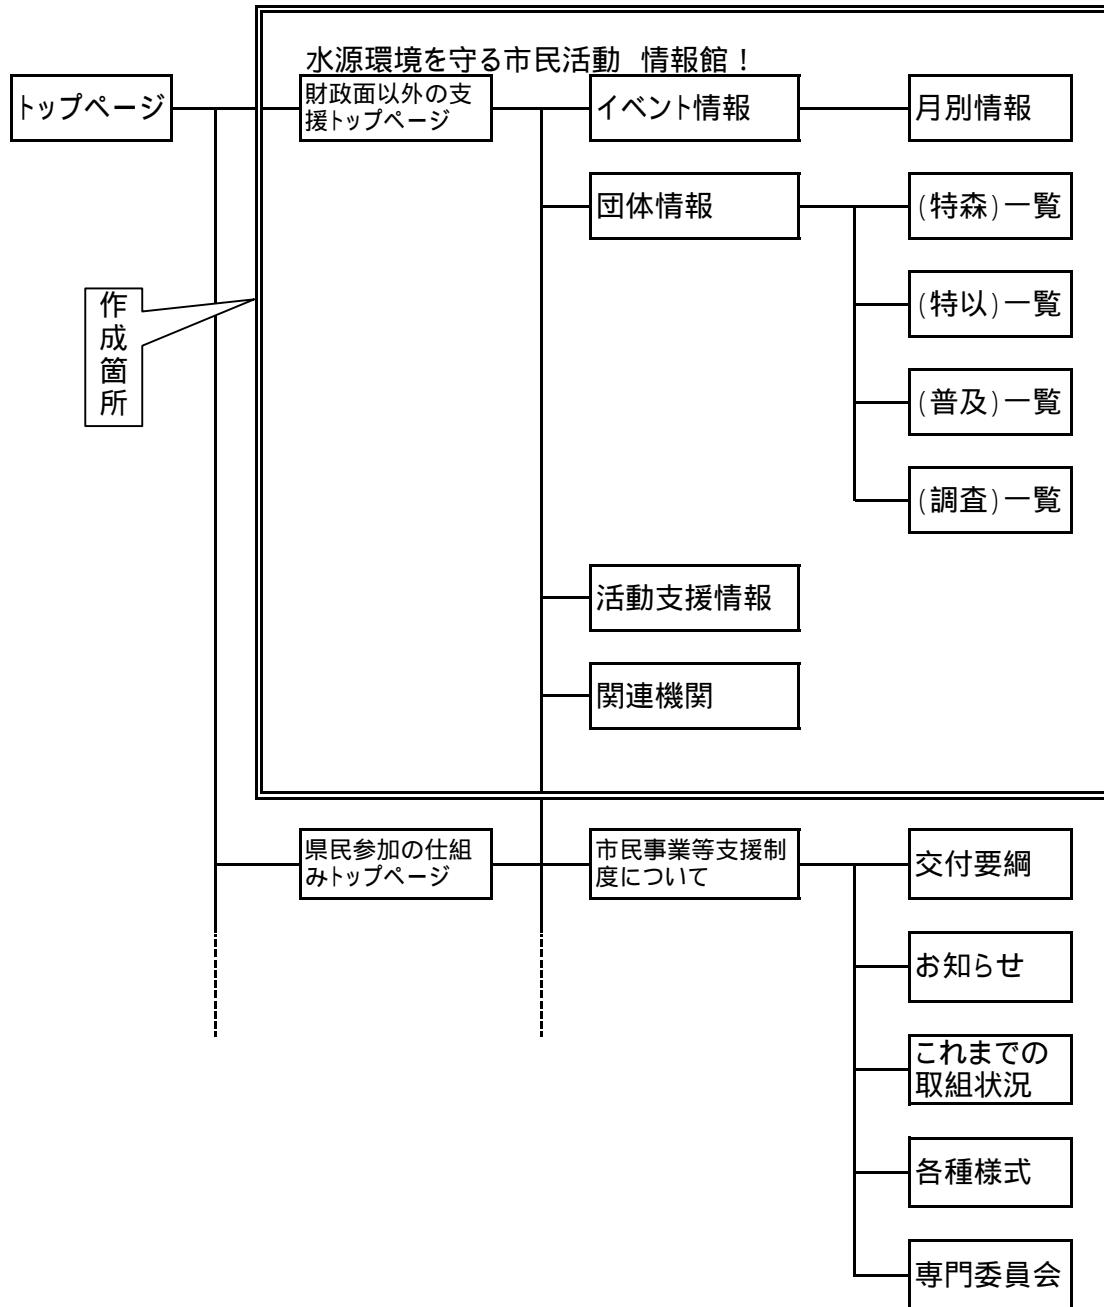 水源環境を守る市民活動 情報館！
トップページ
財政面以外の支
援トップページ
イベント情報
月別情報
団体情報
(特森)一覧
作成箇所
(特以)一覧
(普及)一覧
(調査)一覧
活動支援情報
関連機関
県民参加の仕組
みトップページ
市民事業等支援制
度について
交付要綱
お知らせ
これまでの
取組状況
各種様式
専門委員会